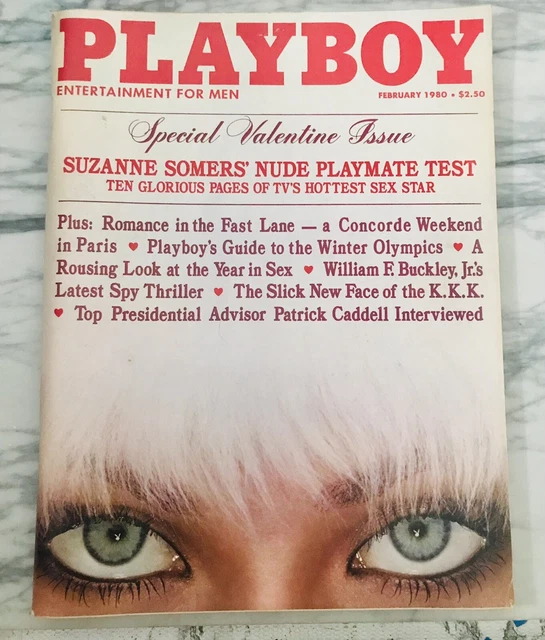 PLAYBOY
ENTERTAINMENT FOR MEN
FEBRUARY 1980 • $2.50
Special Valentine Issue
SUZANNE SOMERS' NUDE PLAYMATE TEST
TEN GLORIOUS PAGES OF TV'S HOTTEST SEX STAR
Plus: Romance in the Fast Lane — a Concorde Weekend
in Paris ♥ Playboy's Guide to the Winter Olympics ♥ A
Rousing Look at the Year in Sex ♥ William F. Buckley, Jr.'s
Latest Spy Thriller ♥ The Slick New Face of the K.K.K.
♥ Top Presidential Advisor Patrick Caddell Interviewed